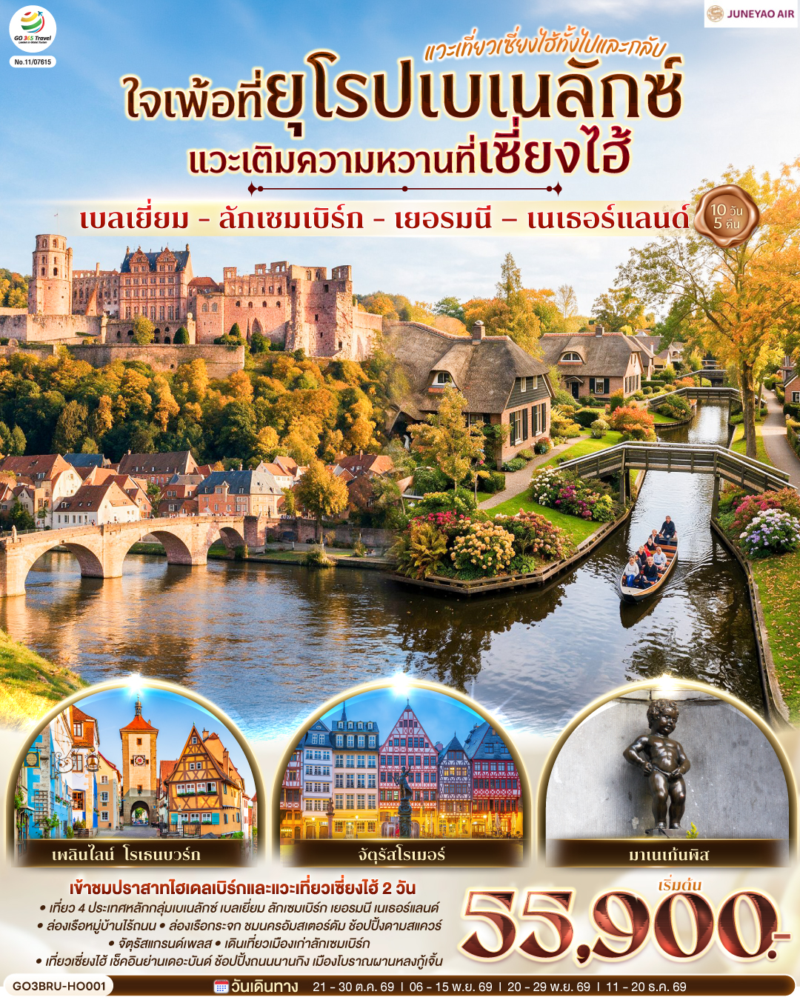 GO 365 Travel
Leaders in Global Tourism
No.11/07615
JUNEYAO AIR
แวะเที่ยวเซี่ยงไฮ้ทั้งไปและกลับ
ใจเพ้อที่ยุโรปเบเนลักซ์
แวะเติมความหวานที่เซี่ยงไฮ้
เบลเยี่ยม - ลักเซมเบิร์ก - เยอรมนี – เนเธอร์แลนด์
10 วัน
5 คืน
เพลินไลน์ โรเธนบวร์ก
จัตุรัสโรเมอร์
มาเนเก้นพิส
เข้าชมปราสาทไฮเดลเบิร์กและแวะเที่ยวเซี่ยงไฮ้ 2 วัน
• เที่ยว 4 ประเทศหลักกลุ่มเบเนลักซ์ เบลเยี่ยม ลักเซมเบิร์ก เยอรมนี เนเธอร์แลนด์
• ล่องเรือหมู่บ้านไร้ถนน • ล่องเรือกระจก ชมนครอัมสเตอร์ดัม ช้อปปิ้งดามสแควร์
• จัตุรัสแกรนด์เพลส • เดินเที่ยวเมืองเก่าลักเซมเบิร์ก
• เที่ยวเซี่ยงไฮ้ เช็คอินย่านเดอะบันด์ ช้อปปิ้งถนนนานกิง เมืองโบราณผานหลงกู้เจิ้น
เริ่มต้น
55,900.-
GO3BRU-HO001
วันเดินทาง 21 - 30 ต.ค. 69 | 06 - 15 พ.ย. 69 | 20 - 29 พ.ย. 69 | 11 - 20 ธ.ค. 69